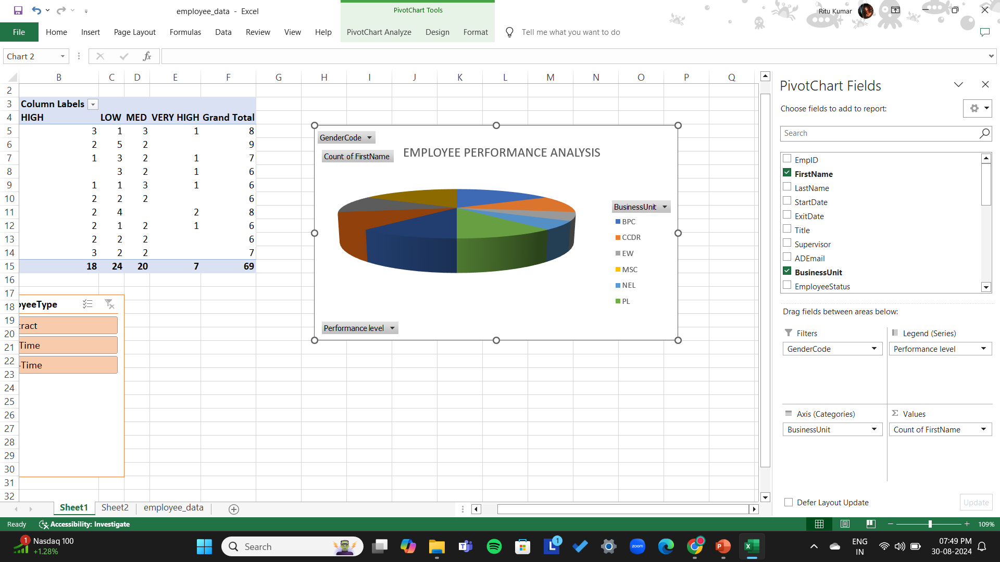 employee_data - Excel
PivotChart Tools
Ritu Kumar
File Home Insert Page Layout Formulas Data Review View Help PivotChart Analyze Design Format Tell me what you want to do
Chart 2 fx
B C D E F G H I J K L M N O P Q
2
3 Column Labels
4 HIGH LOW MED VERY HIGH Grand Total
5 3 1 3 1 8
6 2 5 2 9
7 1 3 2 1 7
8 3 2 1 6
9 1 1 3 1 6
10 2 2 2 6
11 2 4 2 8
12 2 1 2 1 6
13 2 2 2 6
14 3 2 2 7
15 18 24 20 7 69
16
17
18 oyeeType
19 tract
20
21 Time
22 -Time
23
24
25
26
27
28
29
30
31
32
GenderCode
Count of FirstName
EMPLOYEE PERFORMANCE ANALYSIS
BusinessUnit
BPC
CCDR
EW
MSC
NEL
PL
Performance level
PivotChart Fields
Choose fields to add to report:
Search
EmpID
FirstName
LastName
StartDate
ExitDate
Title
Supervisor
ADEmail
BusinessUnit
EmployeeStatus
Drag fields between areas below:
Filters
GenderCode
Legend (Series)
Performance level
Axis (Categories)
BusinessUnit
Σ Values
Count of FirstName
Defer Layout Update
Update
Sheet1 Sheet2 employee_data
Ready Accessibility: Investigate
109%
1 Nasdaq 100
+1.28%
Search
1
zoom
ENG
IN
07:49 PM
30-08-2024